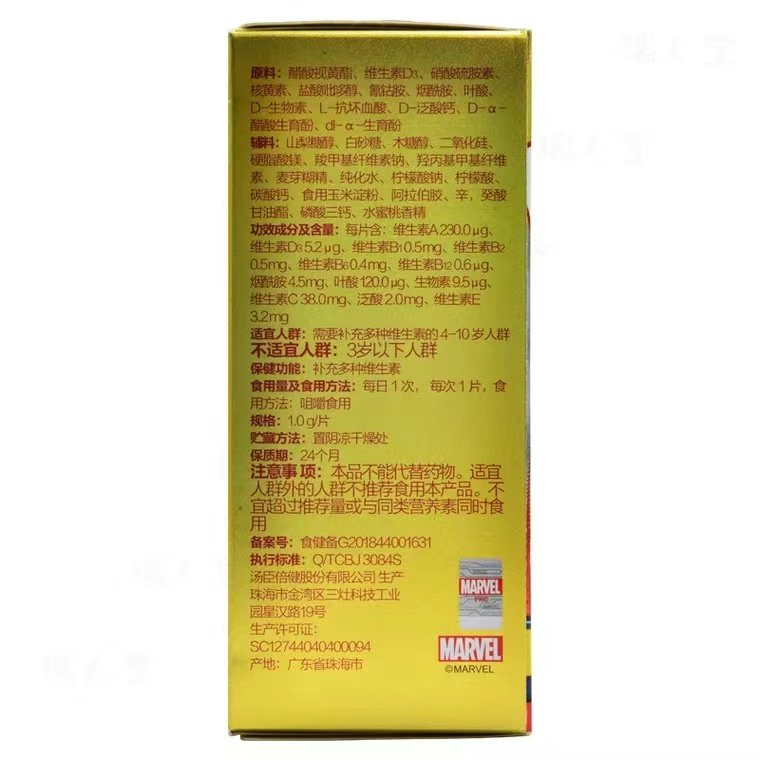 原料：醋酸视黄酯、维生素D3、硝酸硫胺素、
核黄素、盐酸吡哆醇、氰钴胺、烟酰胺、叶酸、
D-生物素、L-抗坏血酸、D-泛酸钙、D-α-
醋酸生育酚、dl-α-生育酚
辅料：山梨糖醇、白砂糖、木糖醇、二氧化硅、
硬脂酸镁、羧甲基纤维素钠、羟丙基甲基纤维
素、麦芽糊精、纯化水、柠檬酸钠、柠檬酸、
碳酸钙、食用玉米淀粉、阿拉伯胶、辛，癸酸
甘油酯、磷酸三钙、水蜜桃香精
功效成分及含量：每片含：维生素A 230.0μg、
维生素D3 5.2μg、维生素B1 0.5mg、维生素B2
0.5mg、维生素B6 0.4mg、维生素B12 0.6μg、
烟酰胺 4.5mg、叶酸 120.0μg、生物素 9.5μg、
维生素C 38.0mg、泛酸 2.0mg、维生素E
3.2mg
适宜人群：需要补充多种维生素的 4-10 岁人群
不适宜人群：3岁以下人群
保健功能：补充多种维生素
食用量及食用方法：每日1次，每次1片，食
用方法：咀嚼食用
规格：1.0 g/片
贮藏方法：置阴凉干燥处
保质期：24个月
注意事项：本品不能代替药物。适宜
人群外的人群不推荐食用本产品。不
宜超过推荐量或与同类营养素同时食
用
备案号：食健备G201844001631
执行标准：Q/TCBJ 3084S
汤臣倍健股份有限公司 生产
珠海市金湾区三灶科技工业
园星汉路19号
生产许可证：
SC12744040400094
产地：广东省珠海市
MARVEL
MARVEL
©MARVEL